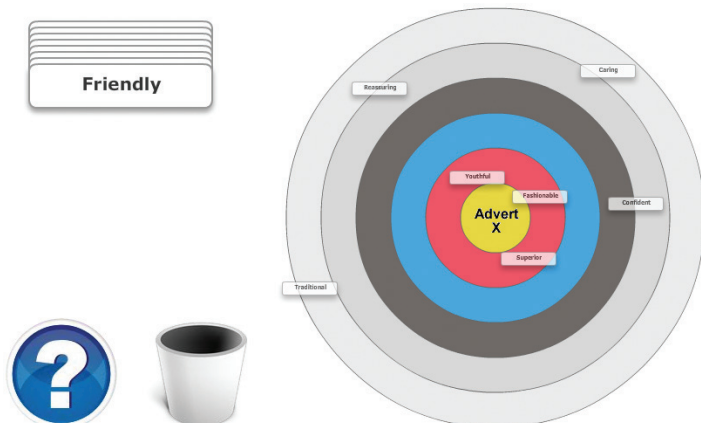 Friendly
Caring
Reassuring
Youthful
Fashionable
Confident
Advert
X
Superior
Traditional
?